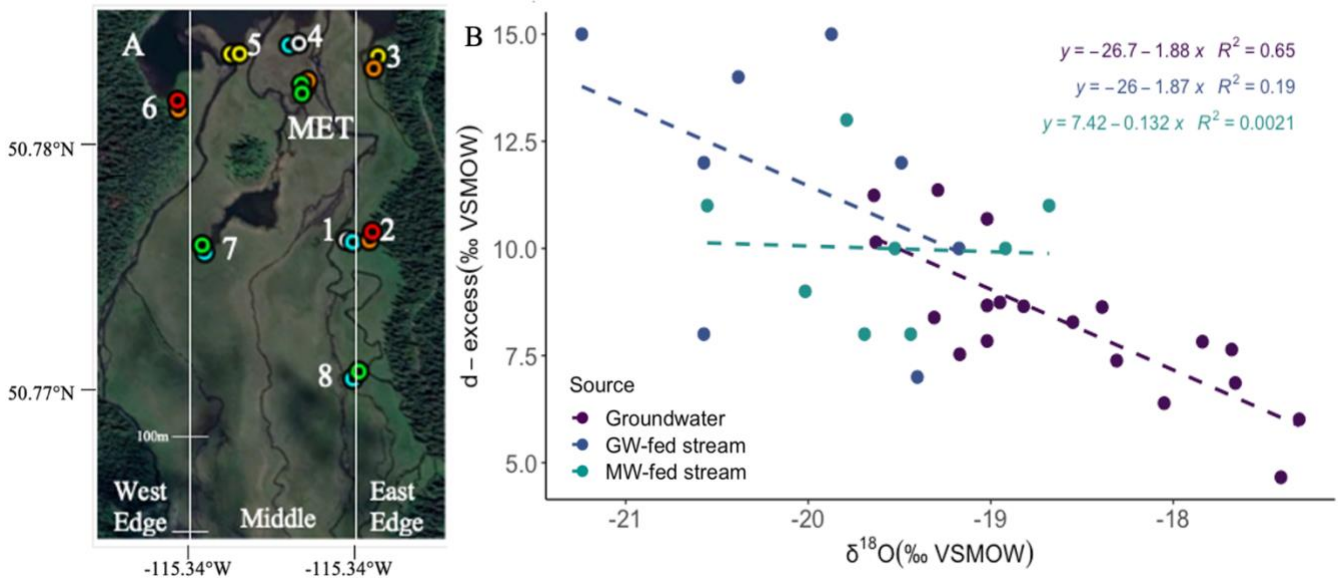 A
5
4
3
6
MET
50.78°N
1
2
7
8
50.77°N
100m
West
Edge
Middle
East
Edge
-115.34°W
-115.34°W
B
d – excess(‰ VSMOW)
15.0
12.5
10.0
7.5
5.0
y = −26.7 − 1.88 x R² = 0.65
y = −26 − 1.87 x R² = 0.19
y = 7.42 − 0.132 x R² = 0.0021
Source
Groundwater
GW-fed stream
MW-fed stream
-21
-20
-19
-18
δ¹⁸O(‰ VSMOW)